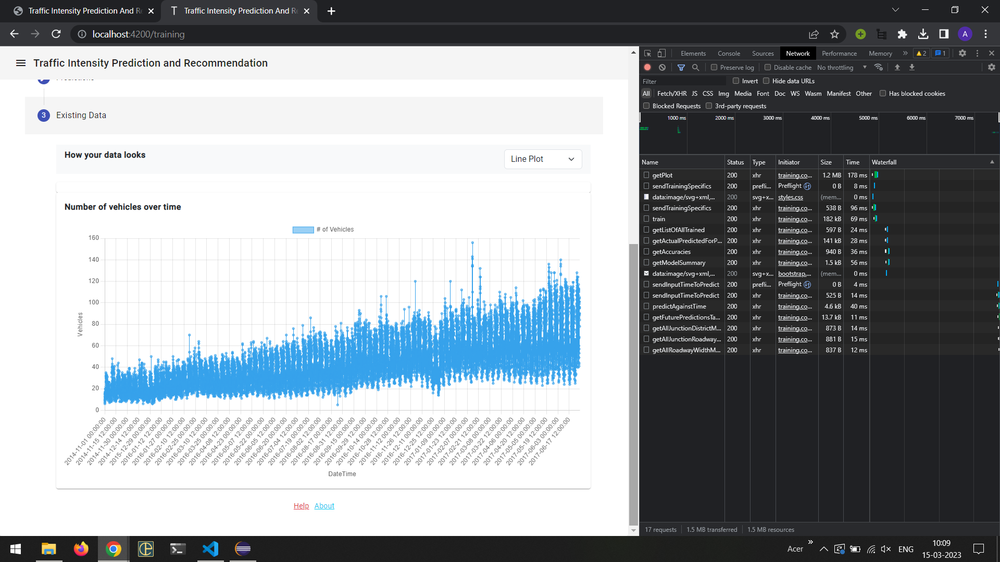 Traffic Intensity Prediction And Re
Traffic Intensity Prediction And Re
localhost:4200/training
A
Traffic Intensity Prediction and Recommendation
Predictions
3 Existing Data
How your data looks
Line Plot
Number of vehicles over time
# of Vehicles
160
140
120
100
80
60
40
20
0
Vehicles
2014-11-01 00:00:00
2014-11-15 12:00:00
2014-11-30 00:00:00
2014-12-14 12:00:00
2015-12-29 00:00:00
2016-01-12 12:00:00
2016-01-27 00:00:00
2016-02-10 12:00:00
2016-02-25 00:00:00
2016-03-10 12:00:00
2016-03-25 00:00:00
2016-04-08 12:00:00
2016-04-23 00:00:00
2016-05-07 12:00:00
2016-05-22 00:00:00
2016-06-05 12:00:00
2016-06-20 00:00:00
2016-07-04 12:00:00
2016-07-19 00:00:00
2016-08-02 12:00:00
2016-08-17 00:00:00
2016-08-31 12:00:00
2016-09-15 00:00:00
2016-09-29 12:00:00
2016-10-14 00:00:00
2016-10-28 12:00:00
2016-11-12 00:00:00
2016-11-26 12:00:00
2016-12-11 00:00:00
2016-12-25 12:00:00
2017-01-09 00:00:00
2017-01-23 12:00:00
2017-02-07 00:00:00
2017-02-21 12:00:00
2017-03-08 00:00:00
2017-03-22 12:00:00
2017-04-06 00:00:00
2017-04-20 12:00:00
2017-05-05 00:00:00
2017-05-19 12:00:00
2017-06-03 00:00:00
2017-06-17 12:00:00
DateTime
Help About
Elements Console Sources Network Performance Memory 2 1
Preserve log Disable cache No throttling
Filter Invert Hide data URLs
All Fetch/XHR JS CSS Img Media Font Doc WS Wasm Manifest Other Has blocked cookies
Blocked Requests 3rd-party requests
1000 ms 2000 ms 3000 ms 4000 ms 5000 ms 6000 ms 7000 ms
Name Status Type Initiator Size Time Waterfall
getPlot 200 xhr training.co... 1.2 MB 178 ms
sendTrainingSpecifics 200 prefli... Preflight 0 B 8 ms
data:image/svg+xml,... 200 svg+x... styles.css (mem... 0 ms
sendTrainingSpecifics 200 xhr training.co... 538 B 96 ms
train 200 xhr training.co... 182 kB 69 ms
getListOfAllTrained 200 xhr training.co... 597 B 24 ms
getActualPredictedForP... 200 xhr training.co... 141 kB 28 ms
getAccuracies 200 xhr training.co... 940 B 36 ms
getModelSummary 200 xhr training.co... 1.5 kB 56 ms
data:image/svg+xml,... 200 svg+x... bootstrap.... (mem... 0 ms
sendInputTimeToPredict 200 prefli... Preflight 0 B 4 ms
sendInputTimeToPredict 200 xhr training.co... 525 B 14 ms
predictAgainstTime 200 xhr training.co... 4.6 kB 40 ms
getFuturePredictionsTa... 200 xhr training.co... 13.7 kB 11 ms
getAllJunctionDistrictM... 200 xhr training.co... 873 B 14 ms
getAllJunctionRoadway... 200 xhr training.co... 881 B 15 ms
getAllRoadwayWidthM... 200 xhr training.co... 837 B 12 ms
17 requests 1.5 MB transferred 1.5 MB resources
Acer ENG 10:09
15-03-2023